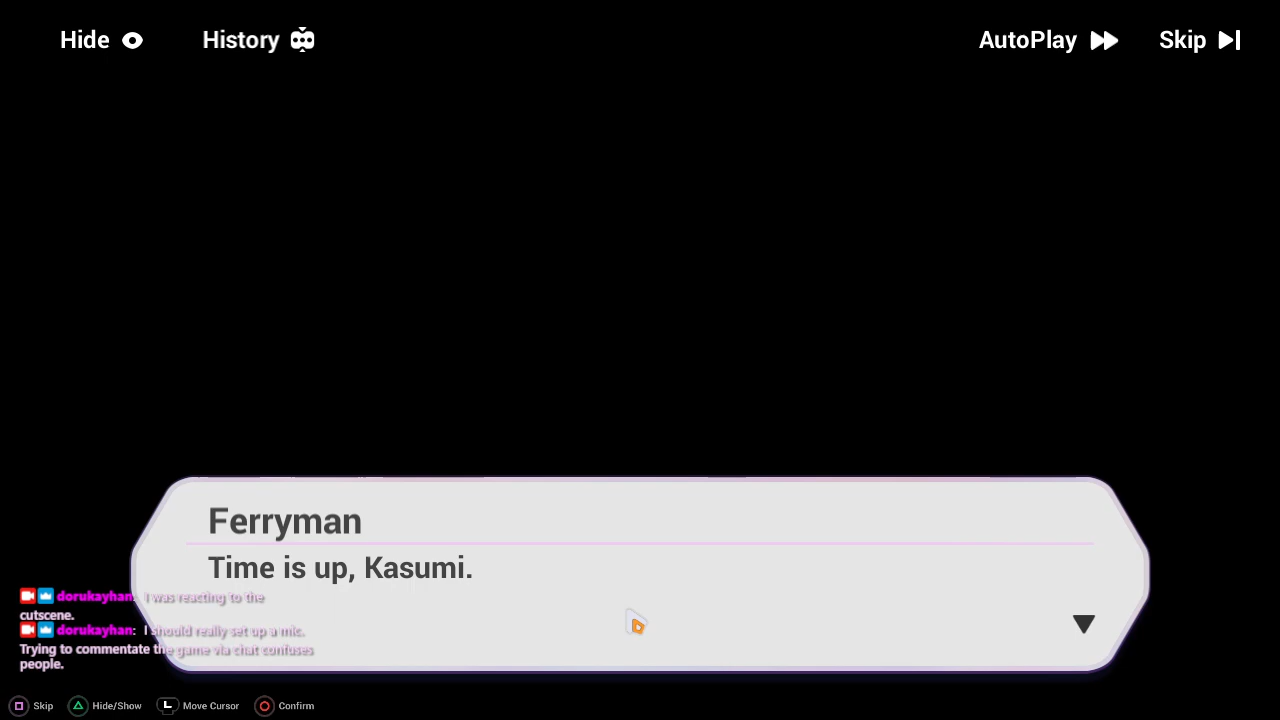 Hide
History
AutoPlay
Skip
Ferryman
Time is up, Kasumi.
dorukayhan: I was reacting to the
cutscene.
dorukayhan: I should really set up a mic.
Trying to commentate the game via chat confuses
people.
Skip
Hide/Show
L
Move Cursor
Confirm